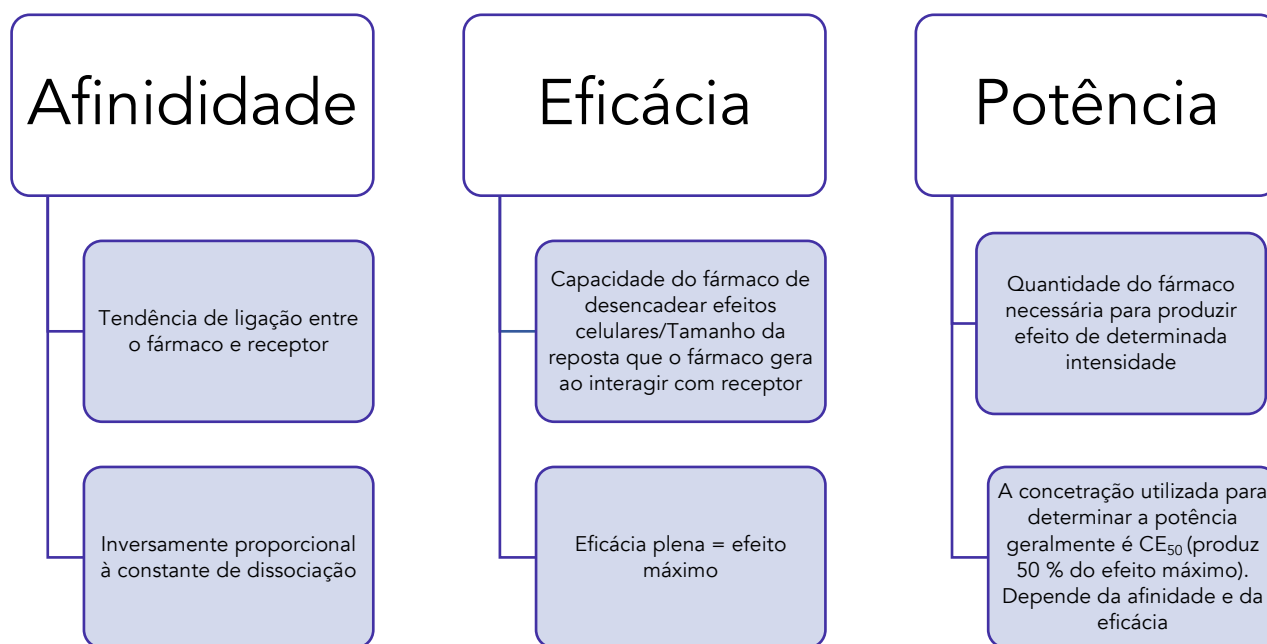 Afinididade
Tendência de ligação entre
o fármaco e receptor
Inversamente proporcional
à constante de dissociação
Eficácia
Capacidade do fármaco de
desencadear efeitos
celulares/Tamanho da
reposta que o fármaco gera
ao interagir com receptor
Eficácia plena = efeito
máximo
Potência
Quantidade do fármaco
necessária para produzir
efeito de determinada
intensidade
A concetração utilizada para
determinar a potência
geralmente é CE₅₀ (produz
50 % do efeito máximo).
Depende da afinidade e da
eficácia